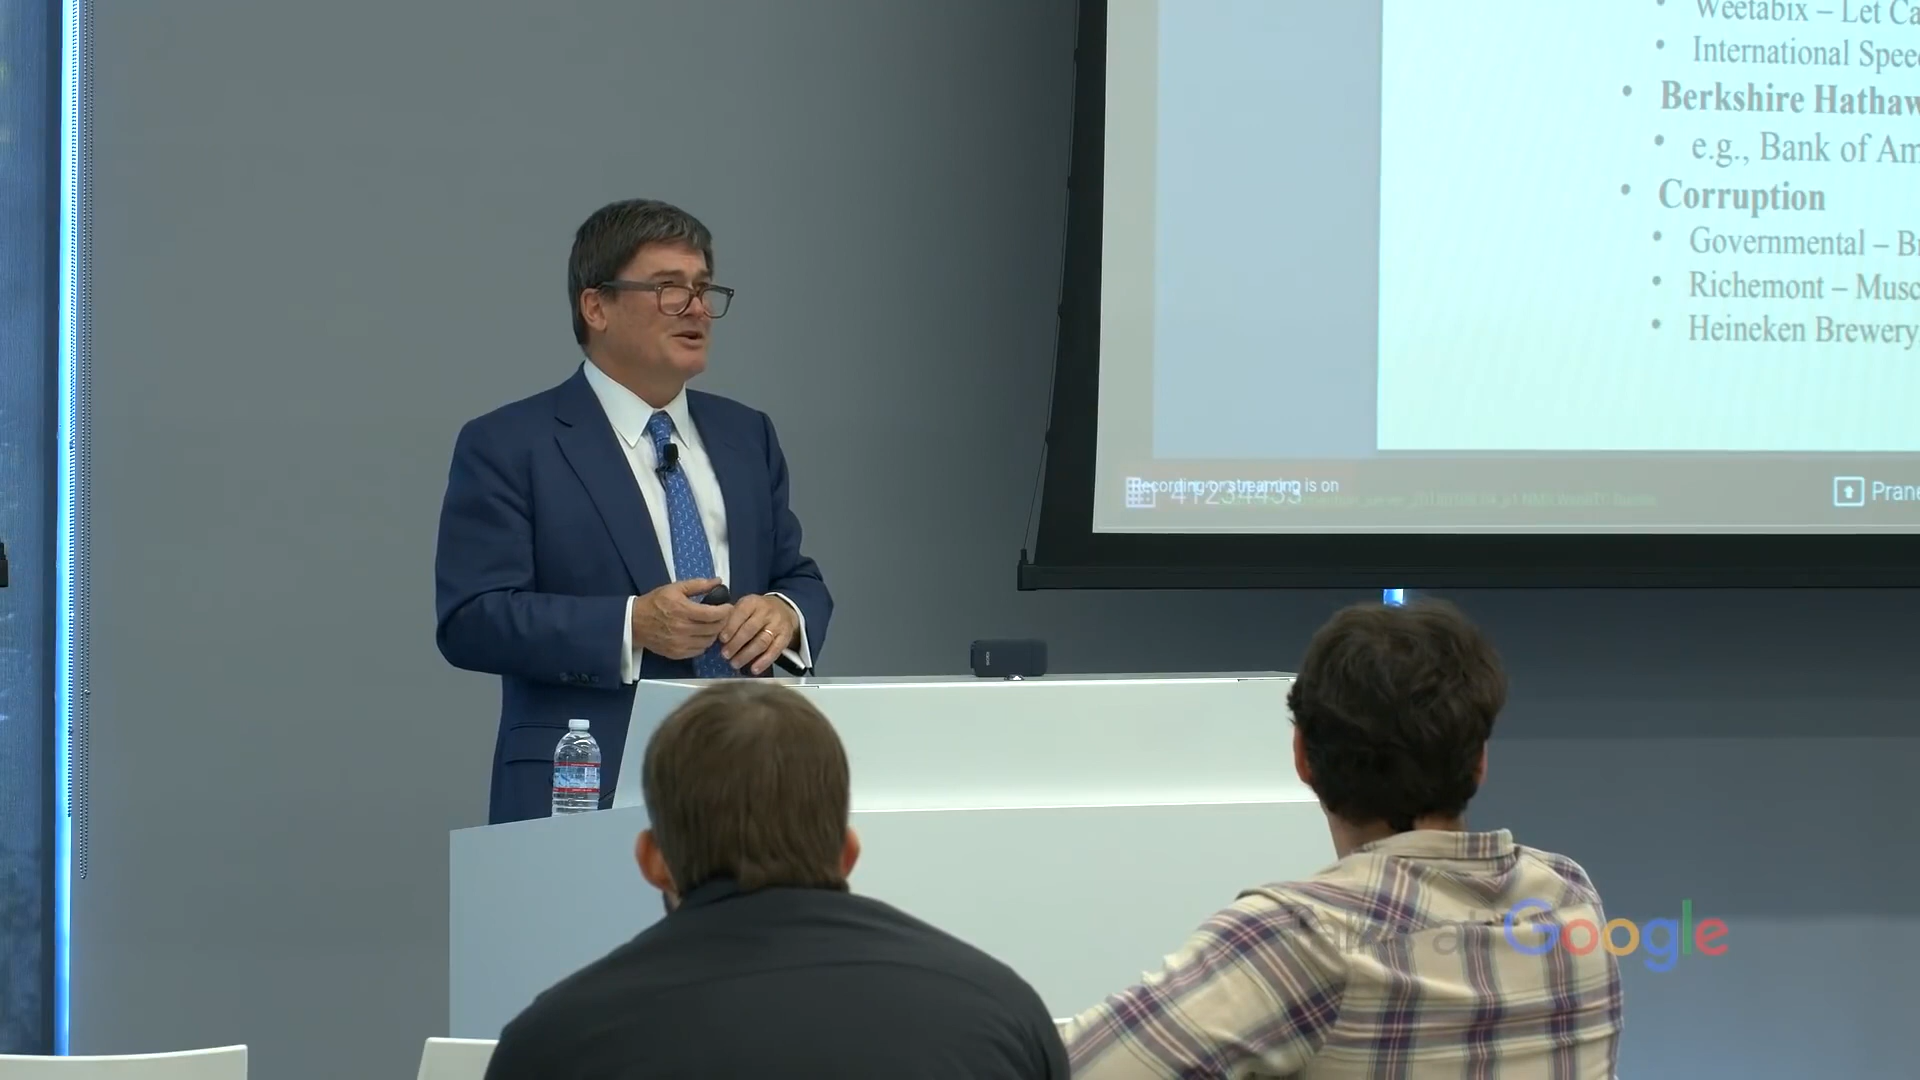 Weetabix – Let Ca
International Spee
Berkshire Hathaw
e.g., Bank of Am
Corruption
Governmental – Br
Richemont – Musc
Heineken Brewery,
Recording or streaming is on
Prane
Talks at Google